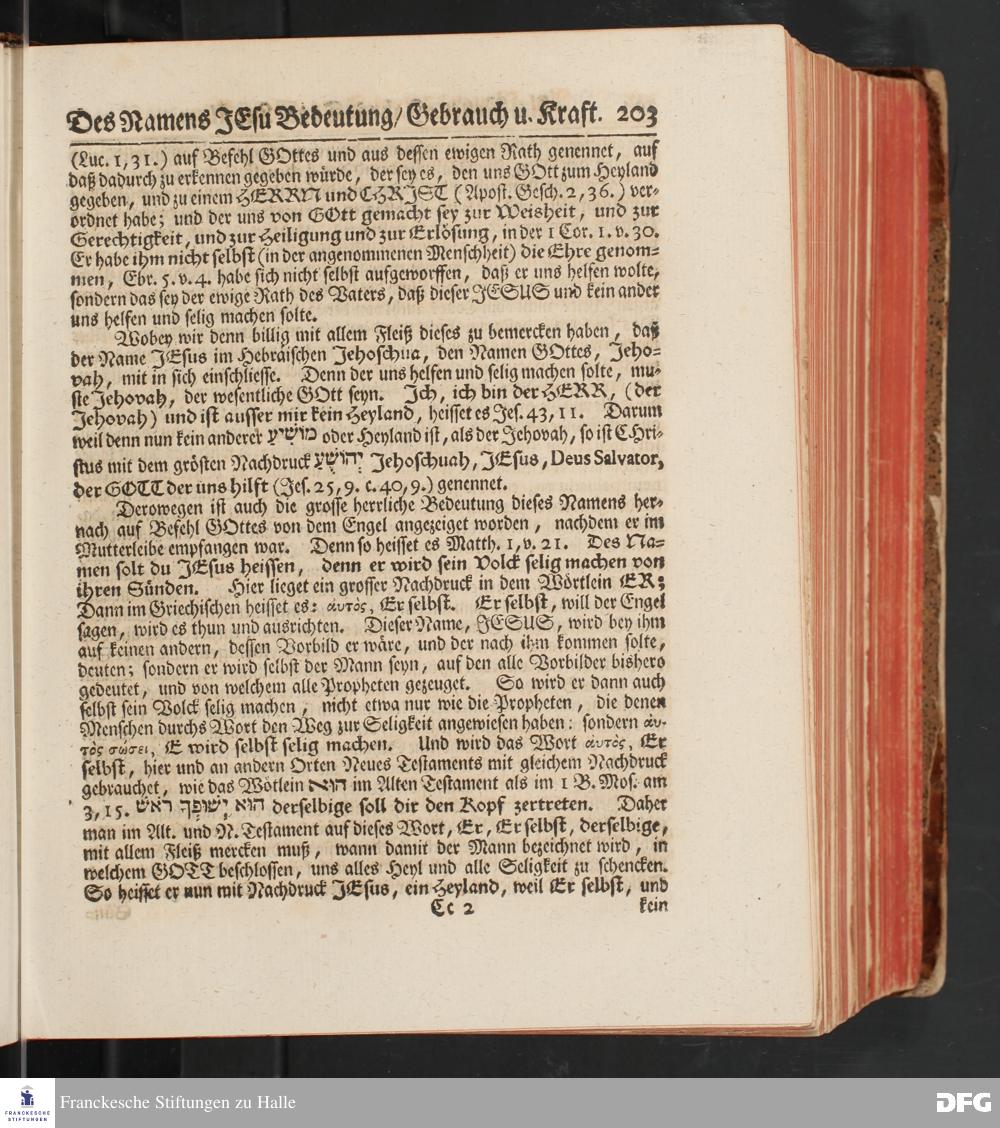 Des Namens JEsu Bedeutung/ Gebrauch u. Kraft. 203
(Luc. 1, 31.) auf Befehl GOttes und aus dessen ewigen Rath genennet, auf
daß dadurch zu erkennen gegeben würde, der sey es, den uns GOtt zum Heyland
gegeben, und zu einem HERRN und CHRIST (Apost. Gesch. 2, 36.) ver-
ordnet habe; und der uns von GOtt gemacht sey zur Weisheit, und zur
Gerechtigkeit, und zur Heiligung und zur Erlösung, in der 1 Cor. 1. v. 30.
Er habe ihm nicht selbst (in der angenommenen Menschheit) die Ehre genom-
men, Ebr. 5. v. 4. habe sich nicht selbst aufgeworffen, daß er uns helfen wolte,
sondern das sey der ewige Rath des Vaters, daß dieser JESUS und kein ander
uns helfen und selig machen solte.
Wobey wir denn billig mit allem Fleiß dieses zu bemercken haben, daß
der Name JEsus im Hebräischen Jehoschua, den Namen GOttes, Jeho-
vah, mit in sich einschliesse. Denn der uns helfen und selig machen solte, mu-
ste Jehovah, der wesentliche GOtt seyn. Ich, ich bin der HERR, (der
Jehovah) und ist ausser mir kein Heyland, heisset es Jes. 43, 11. Darum
weil denn nun kein anderer מושיע oder Heyland ist, als der Jehovah, so ist CHri-
stus mit dem grösten Nachdruck יהושע Jehoschuah, JEsus, Deus Salvator,
der GOTT der uns hilft (Jes. 25, 9. c. 40, 9.) genennet.
Derowegen ist auch die grosse herrliche Bedeutung dieses Namens her-
nach auf Befehl GOttes von dem Engel angezeiget worden, nachdem er im
Mutterleibe empfangen war. Denn so heisset es Matth. 1, v. 21. Des Na-
men solt du JEsus heissen, denn er wird sein Volck selig machen von
ihren Sünden. Hier lieget ein grosser Nachdruck in dem Wörtlein ER;
Dann im Griechischen heisset es: ἀυτὸς, Er selbst. Er selbst, will der Engel
sagen, wird es thun und ausrichten. Dieser Name, JESUS, wird bey ihm
auf keinen andern, dessen Vorbild er wäre, und der nach ihm kommen solte,
deuten; sondern er wird selbst der Mann seyn, auf den alle Vorbilder bishero
gedeutet, und von welchem alle Propheten gezeuget. So wird er dann auch
selbst sein Volck selig machen, nicht etwa nur wie die Propheten, die denen
Menschen durchs Wort den Weg zur Seligkeit angewiesen haben: sondern ἀυ-
τὸς σώσει, E wird selbst selig machen. Und wird das Wort ἀυτὸς, Er
selbst, hier und an andern Orten Neues Testaments mit gleichem Nachdruck
gebrauchet, wie das Wötlein הוא im Alten Testament als im 1 B. Mos. am
3, 15. הוא ישופך ראש derselbige soll dir den Kopf zertreten. Daher
man im Alt. und N. Testament auf dieses Wort, Er, Er selbst, derselbige,
mit allem Fleiß mercken muß, wann damit der Mann bezeichnet wird, in
welchem GOTT beschlossen, uns alles Heyl und alle Seligkeit zu schencken.
So heisset er nun mit Nachdruck JEsus, ein Heyland, weil Er selbst, und
Cc 2 kein
FRANCKESCHE STIFTUNGEN
Franckesche Stiftungen zu Halle
DFG